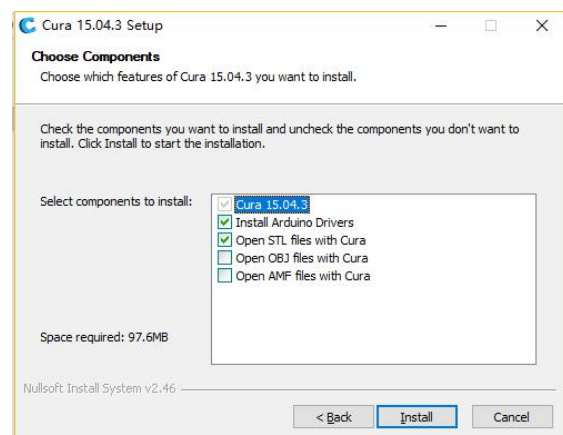 Cura 15.04.3 Setup
Choose Components
Choose which features of Cura 15.04.3 you want to install.
Check the components you want to install and uncheck the components you don't want to
install. Click Install to start the installation.
Select components to install:
Cura 15.04.3
Install Arduino Drivers
Open STL files with Cura
Open OBJ files with Cura
Open AMF files with Cura
Space required: 97.6MB
Nullsoft Install System v2.46
< Back
Install
Cancel